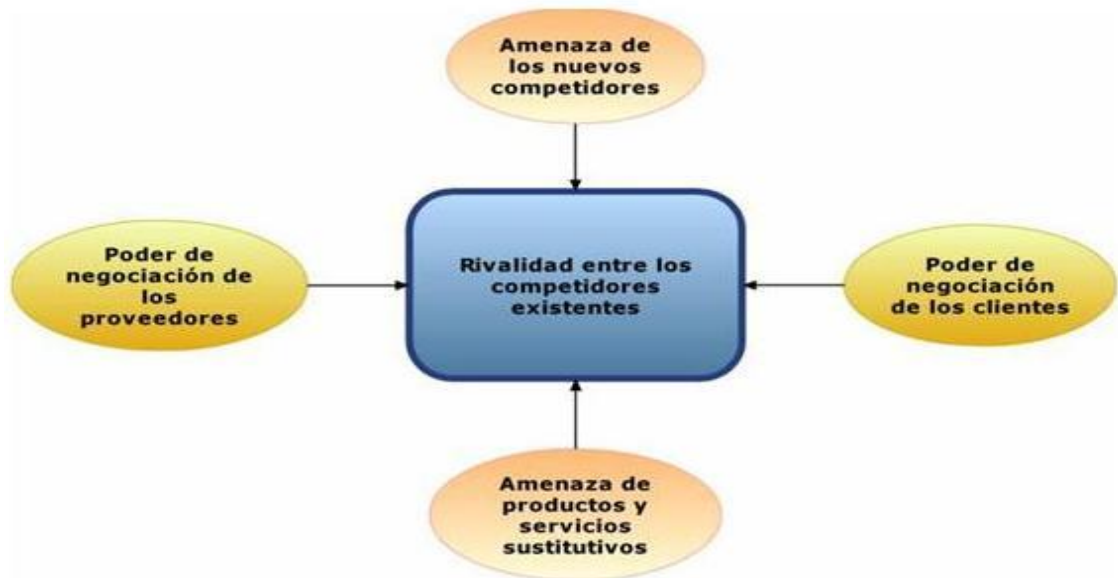 Amenaza de
los nuevos
competidores
Poder de
negociación de
los
proveedores
Rivalidad entre los
competidores
existentes
Poder de
negociación
de los clientes
Amenaza de
productos y
servicios
sustitutivos